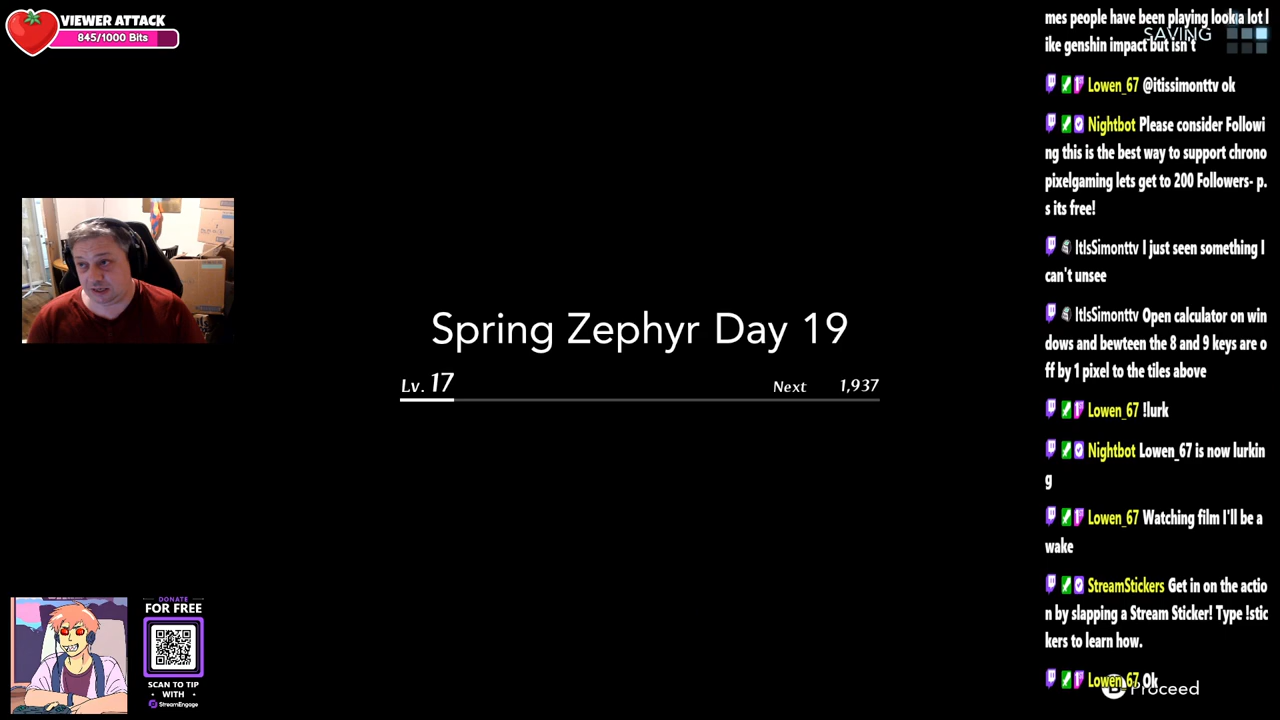 VIEWER ATTACK
845/1000 Bits
Spring Zephyr Day 19
Lv. 17
Next 1,937
DONATE
FOR FREE
SCAN TO TIP
WITH
StreamEngage
SAVING
mes people have been playing look a lot l
ike genshin impact but isn't
Lowen_67 @itissimonttv ok
Nightbot Please consider Followi
ng this is the best way to support chrono
pixelgaming lets get to 200 Followers- p.
s its free!
ItIsSimonttv I just seen something I
can't unsee
ItIsSimonttv Open calculator on win
dows and bewteen the 8 and 9 keys are o
ff by 1 pixel to the tiles above
Lowen_67 !lurk
Nightbot Lowen_67 is now lurkin
g
Lowen_67 Watching film I'll be a
wake
StreamStickers Get in on the actio
n by slapping a Stream Sticker! Type !stic
kers to learn how.
Lowen_67 Ok
Proceed